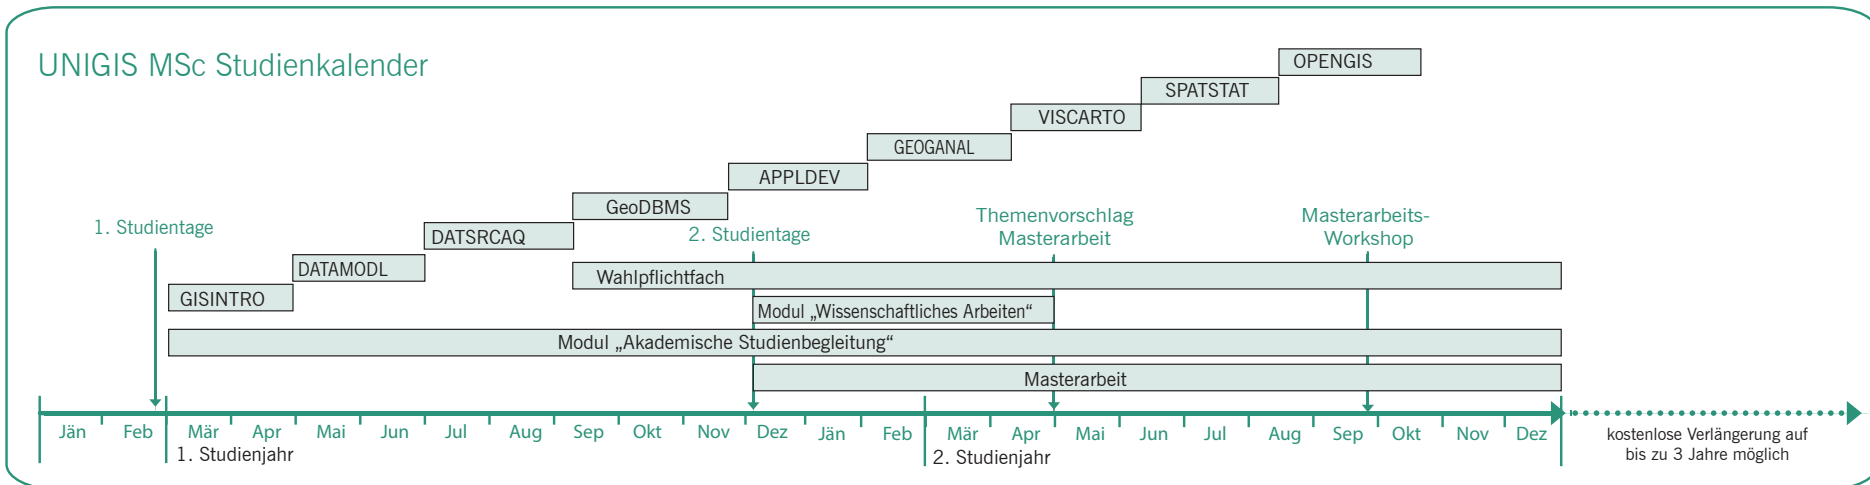 UNIGIS MSc Studienkalender
OPENGIS
SPATSTAT
VISCARTO
GEOGANAL
APPLDEV
GeoDBMS
DATSRCAQ
DATAMODL
GISINTRO
1. Studientage
2. Studientage
Themenvorschlag
Masterarbeit
Masterarbeits-
Workshop
Wahlpflichtfach
Modul „Wissenschaftliches Arbeiten“
Modul „Akademische Studienbegleitung“
Masterarbeit
Jän Feb Mär Apr Mai Jun Jul Aug Sep Okt Nov Dez Jän Feb Mär Apr Mai Jun Jul Aug Sep Okt Nov Dez
1. Studienjahr
2. Studienjahr
kostenlose Verlängerung auf
bis zu 3 Jahre möglich